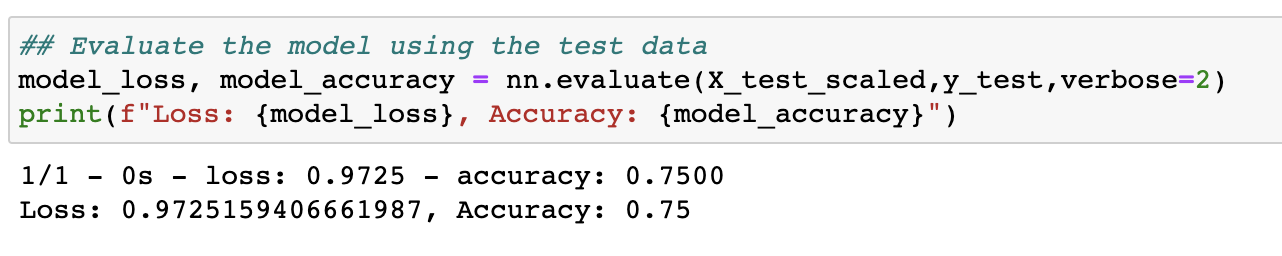 ## Evaluate the model using the test data
model_loss, model_accuracy = nn.evaluate(X_test_scaled,y_test,verbose=2)
print(f"Loss: {model_loss}, Accuracy: {model_accuracy}")
1/1 - 0s - loss: 0.9725 - accuracy: 0.7500
Loss: 0.9725159406661987, Accuracy: 0.75